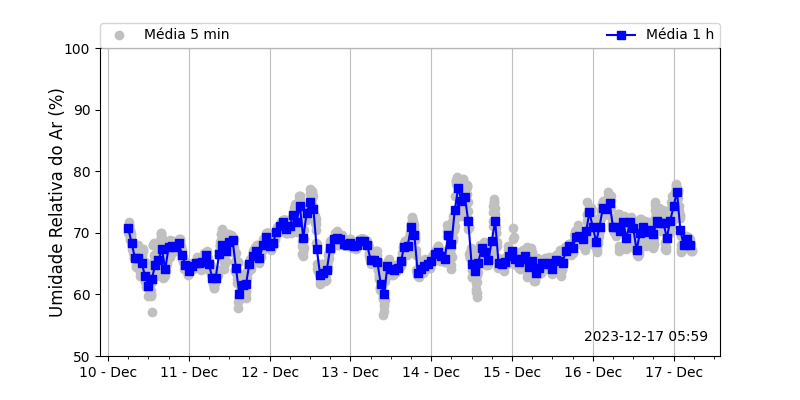 Média 5 min
Média 1 h
Umidade Relativa do Ar (%)
100
90
80
70
60
50
2023-12-17 05:59
10 - Dec
11 - Dec
12 - Dec
13 - Dec
14 - Dec
15 - Dec
16 - Dec
17 - Dec